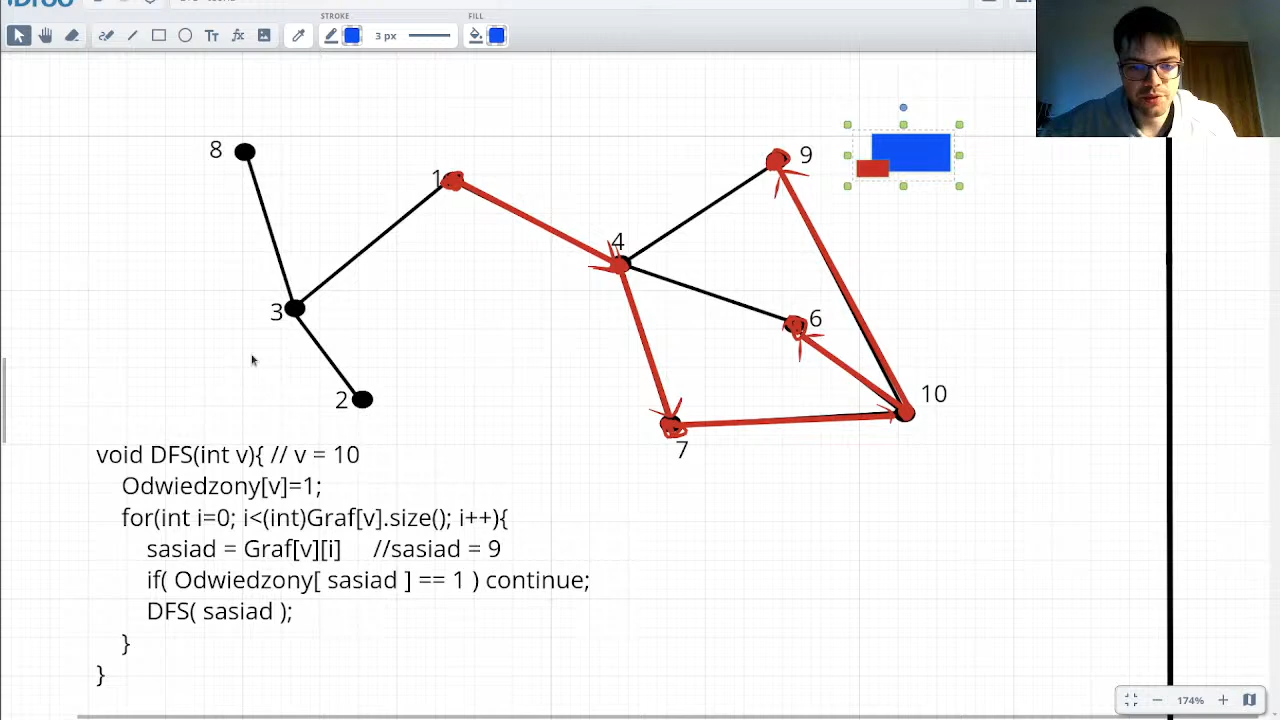 STROKE
FILL
3 px
8
1
9
4
3
6
2
10
7
void DFS(int v){ // v = 10
Odwiedzony[v]=1;
for(int i=0; i<(int)Graf[v].size(); i++){
sasiad = Graf[v][i] //sasiad = 9
if( Odwiedzony[ sasiad ] == 1 ) continue;
DFS( sasiad );
}
}
174%